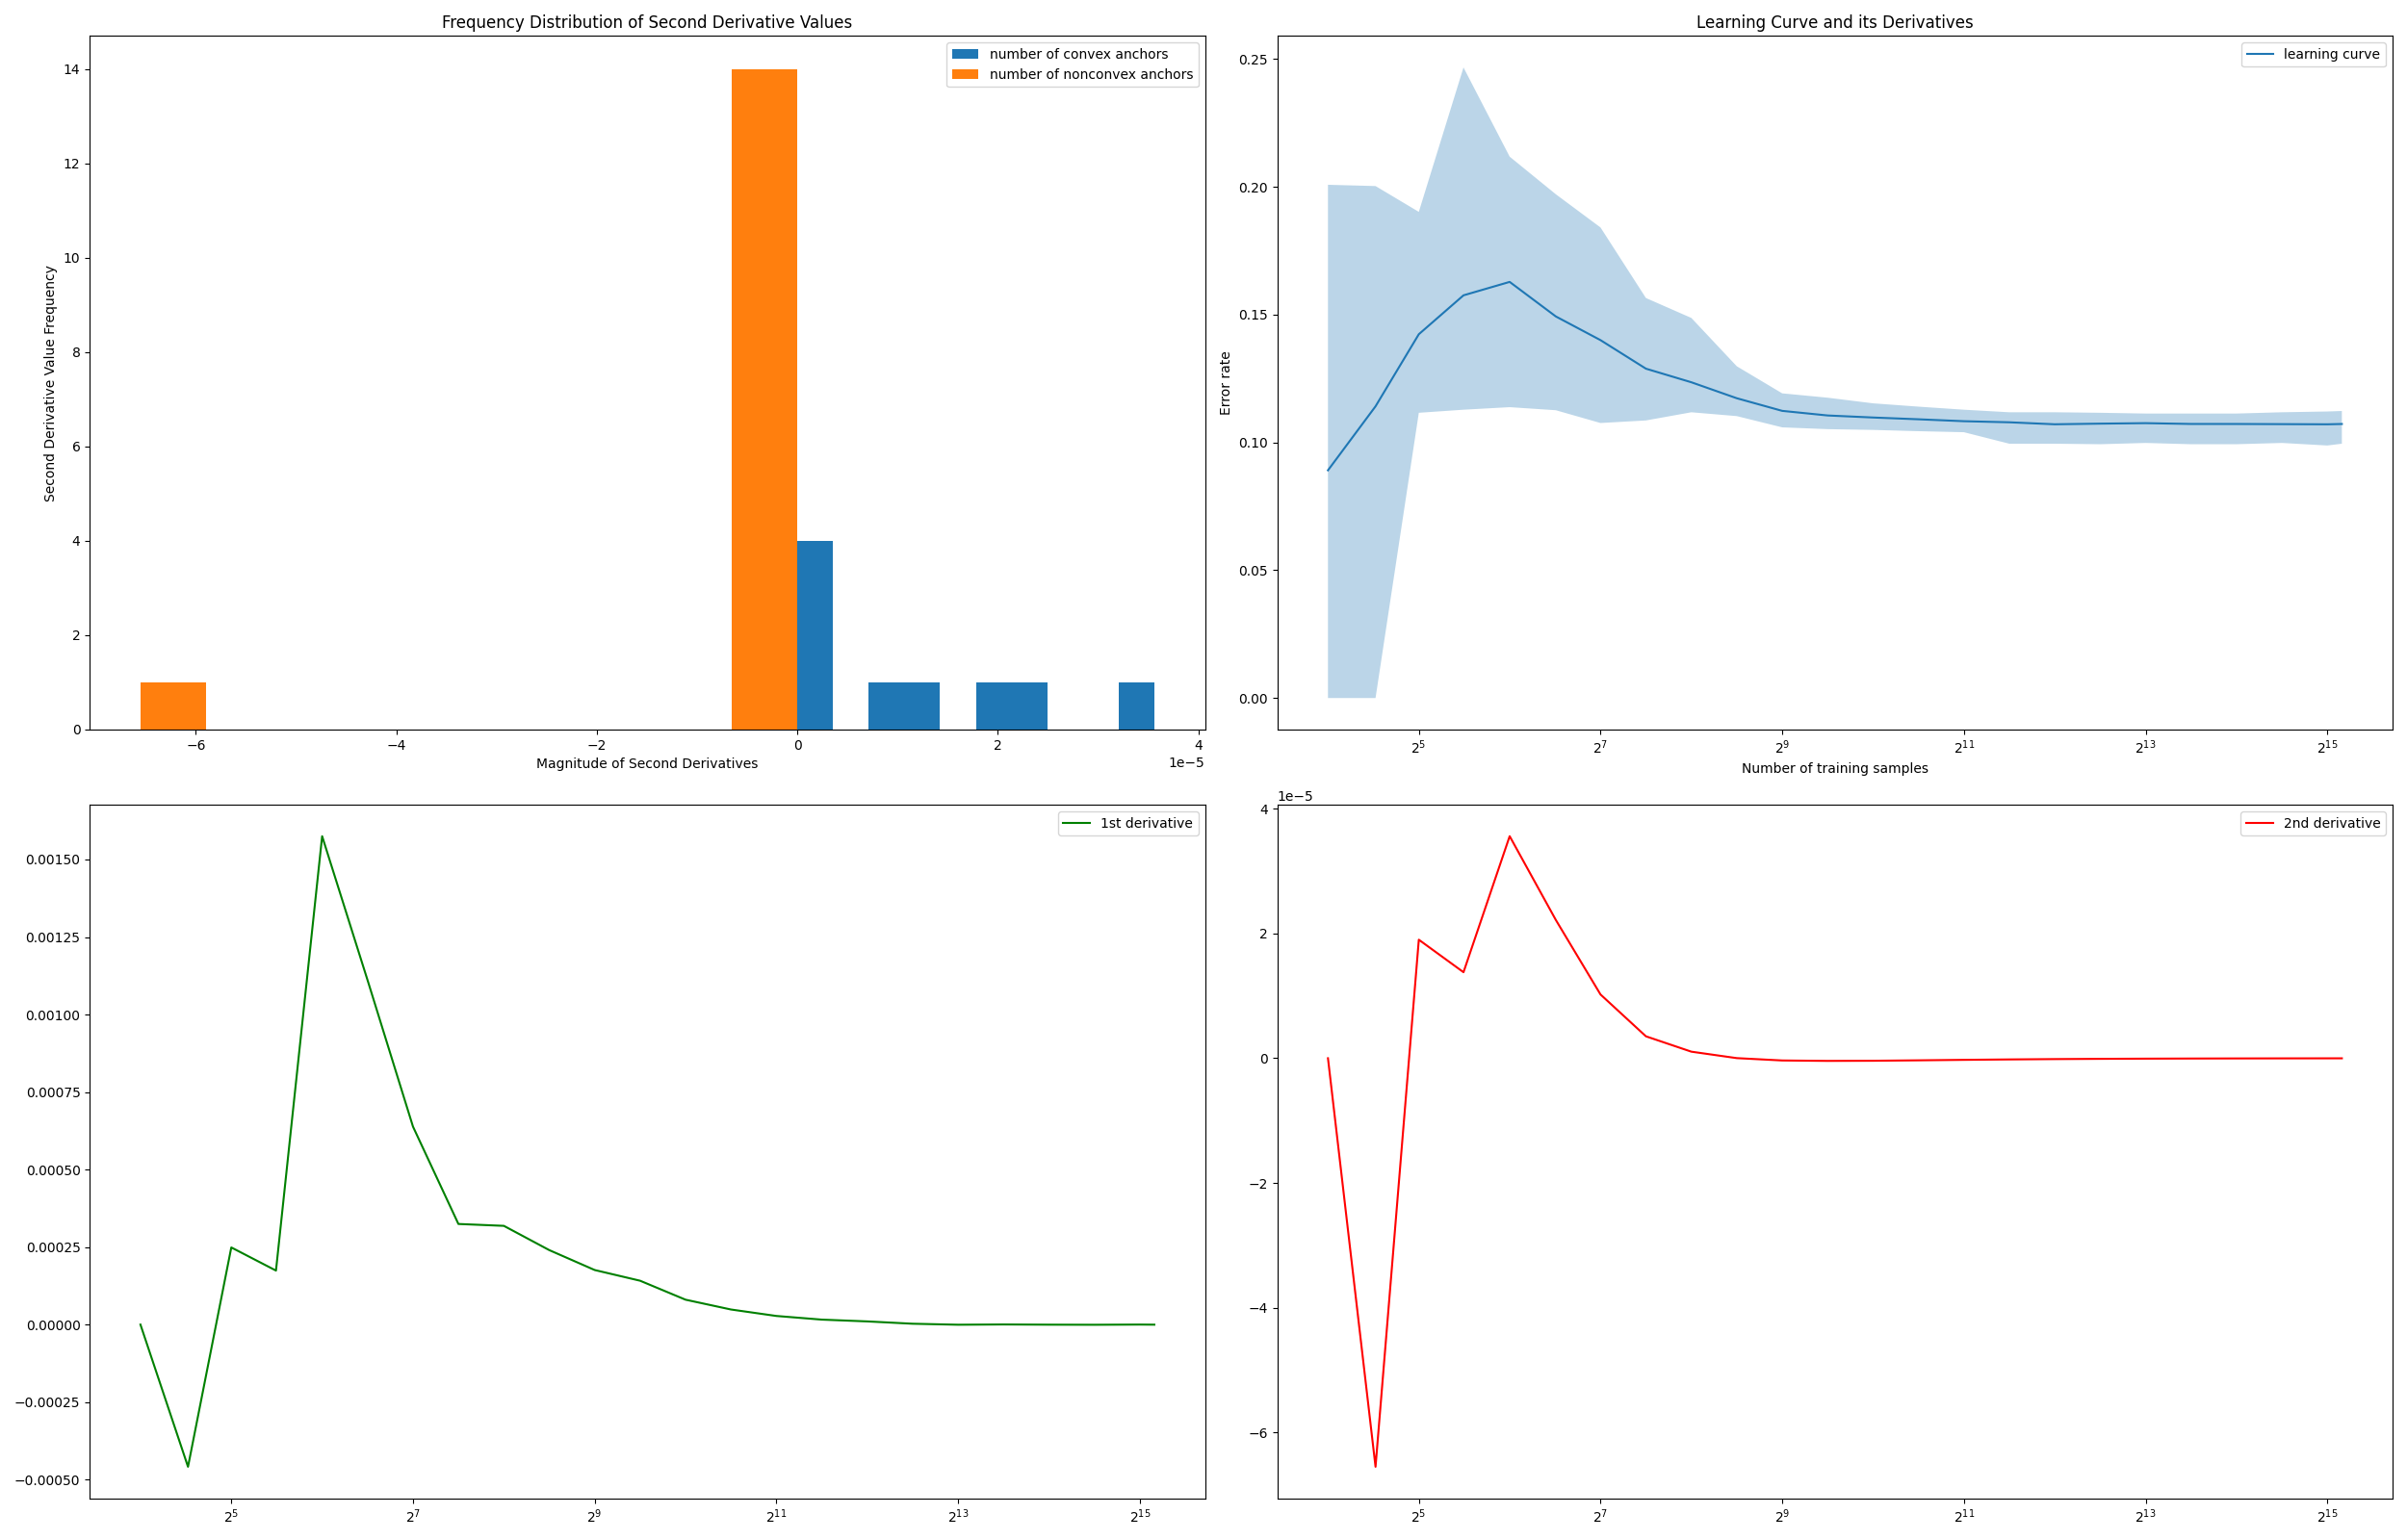 Frequency Distribution of Second Derivative Values
number of convex anchors
number of nonconvex anchors
14
12
10
8
6
4
2
0
Second Derivative Value Frequency
−6 −4 −2 0 2 4
1e−5
Magnitude of Second Derivatives
Learning Curve and its Derivatives
learning curve
0.25
0.20
0.15
0.10
0.05
0.00
Error rate
2^5 2^7 2^9 2^11 2^13 2^15
Number of training samples
1st derivative
0.00150
0.00125
0.00100
0.00075
0.00050
0.00025
0.00000
−0.00025
−0.00050
2^5 2^7 2^9 2^11 2^13 2^15
1e−5
2nd derivative
4
2
0
−2
−4
−6
2^5 2^7 2^9 2^11 2^13 2^15